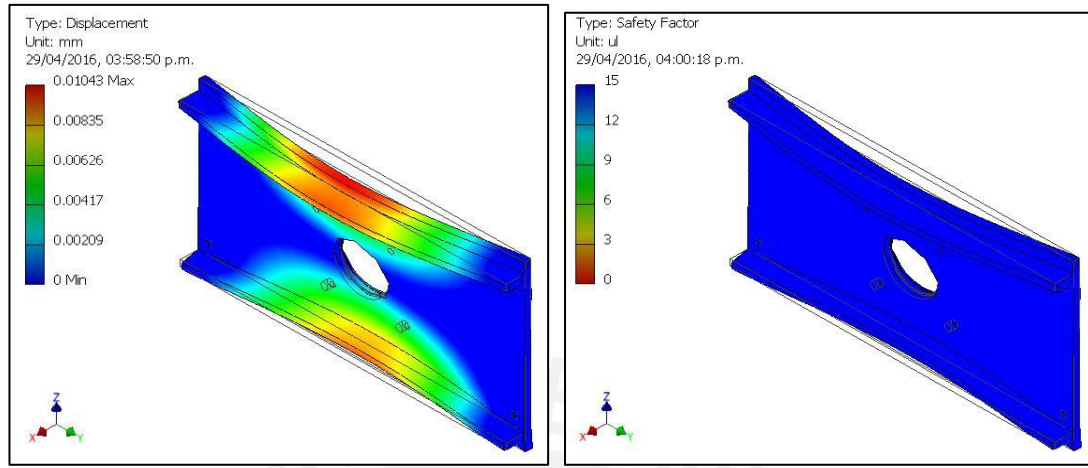 Type: Displacement
Unit: mm
29/04/2016, 03:58:50 p.m.
0.01043 Max
0.00835
0.00626
0.00417
0.00209
0 Min
Z
X
Y
Type: Safety Factor
Unit: ul
29/04/2016, 04:00:18 p.m.
15
12
9
6
3
0
Z
X
Y